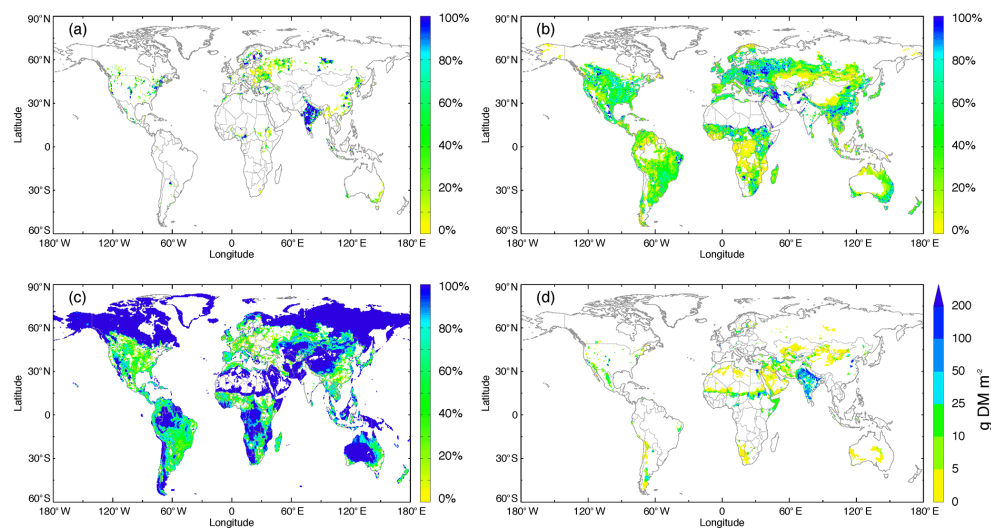 (a)
90°N
60°N
30°N
0
30°S
60°S
Latitude
180°W
120°W
60°W
0
60°E
120°E
180°E
Longitude
100%
80%
60%
40%
20%
0%
(b)
90°N
60°N
30°N
0
30°S
60°S
Latitude
180°W
120°W
60°W
0
60°E
120°E
180°E
Longitude
100%
80%
60%
40%
20%
0%
(c)
90°N
60°N
30°N
0
30°S
60°S
Latitude
180°W
120°W
60°W
0
60°E
120°E
180°E
Longitude
100%
80%
60%
40%
20%
0%
(d)
90°N
60°N
30°N
0
30°S
60°S
Latitude
180°W
120°W
60°W
0
60°E
120°E
180°E
Longitude
200
100
50
25
10
5
0
g DM m⁻²